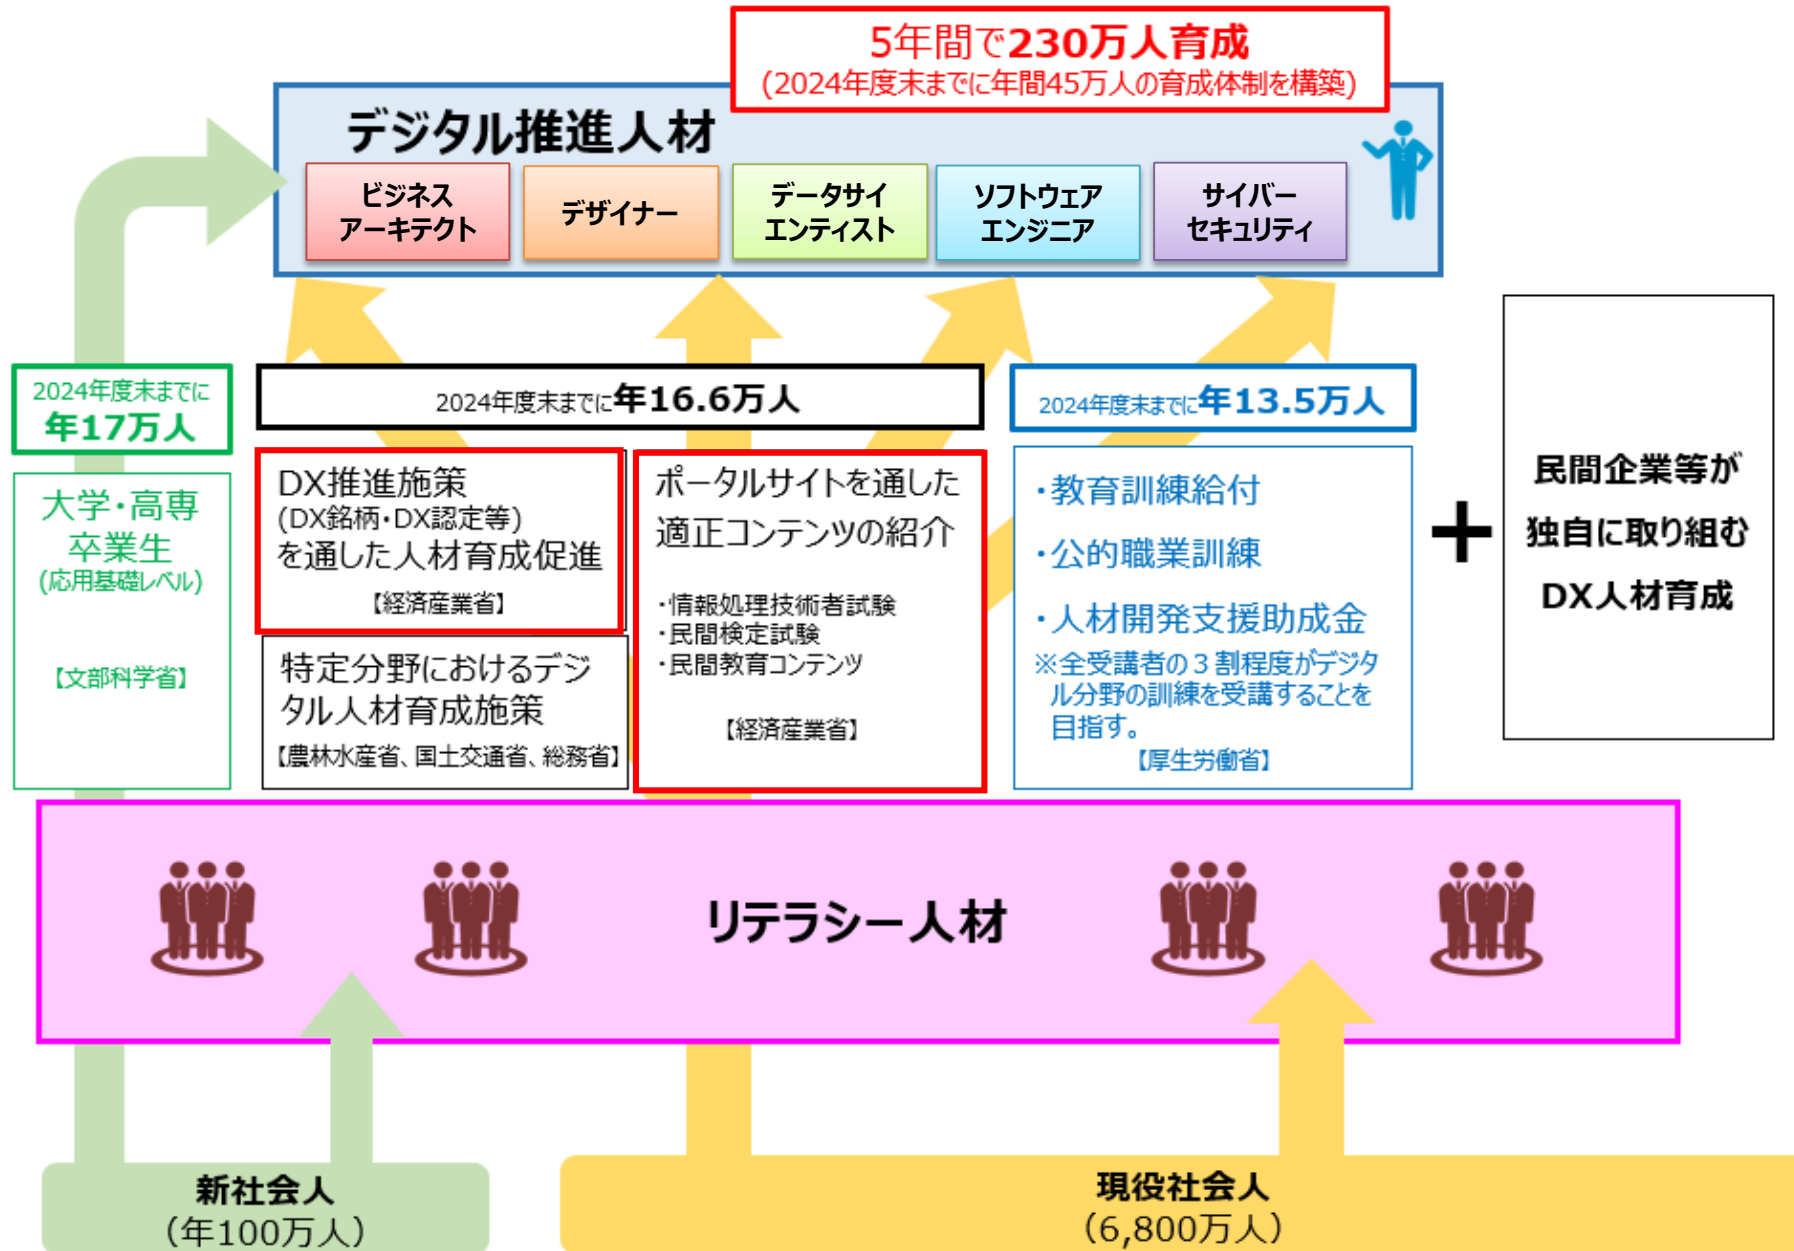 5年間で230万人育成
(2024年度末までに年間45万人の育成体制を構築)
デジタル推進人材
ビジネス
アーキテクト
デザイナー
データサイ
エンティスト
ソフトウェア
エンジニア
サイバー
セキュリティ
2024年度末までに
年17万人
大学・高専
卒業生
(応用基礎レベル)
【文部科学省】
2024年度末までに年16.6万人
DX推進施策
(DX銘柄・DX認定等)
を通した人材育成促進
【経済産業省】
特定分野におけるデジ
タル人材育成施策
【農林水産省、国土交通省、総務省】
ポータルサイトを通した
適正コンテンツの紹介
・情報処理技術者試験
・民間検定試験
・民間教育コンテンツ
【経済産業省】
2024年度末までに年13.5万人
・教育訓練給付
・公的職業訓練
・人材開発支援助成金
※全受講者の３割程度がデジタ
ル分野の訓練を受講することを
目指す。
【厚生労働省】
+
民間企業等が
独自に取り組む
DX人材育成
リテラシー人材
新社会人
（年100万人）
現役社会人
（6,800万人）